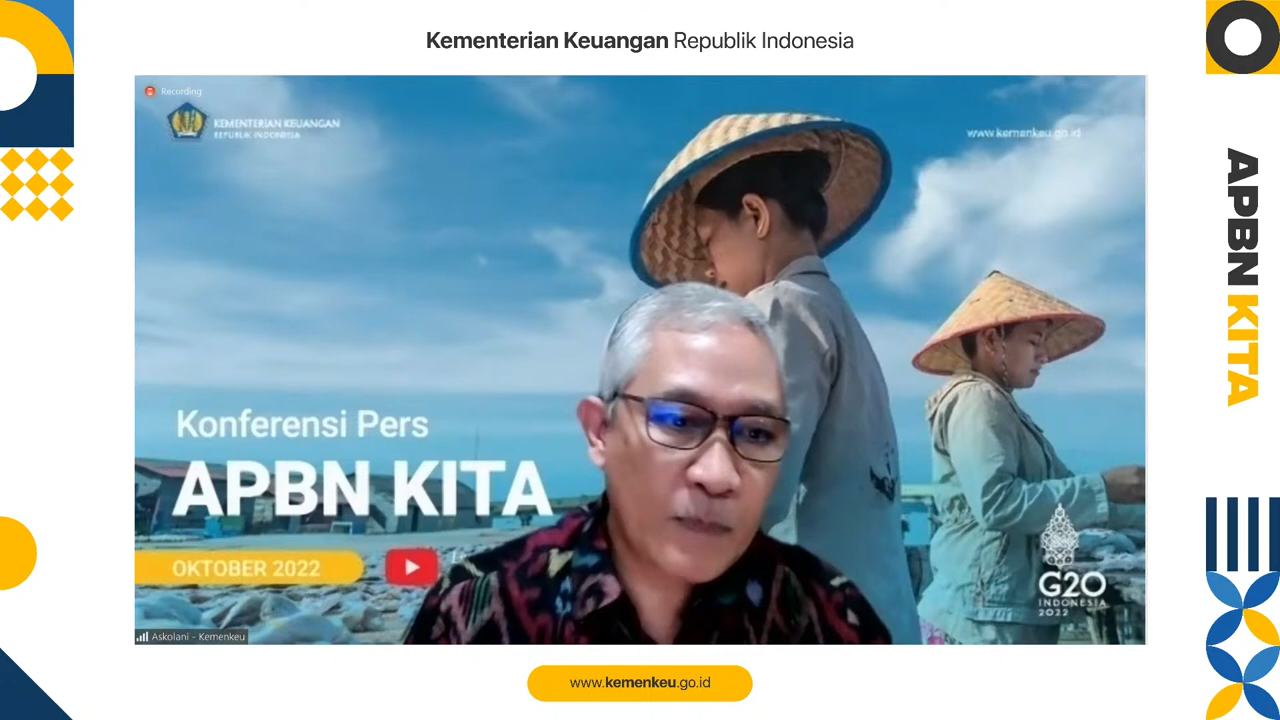 Kementerian Keuangan Republik Indonesia
Recording
KEMENTERIAN KEUANGAN
REPUBLIK INDONESIA
www.kemenkeu.go.id
APBN KITA
Konferensi Pers
APBN KITA
OKTOBER 2022
G20
INDONESIA
2022
Askolani - Kemenkeu
www.kemenkeu.go.id